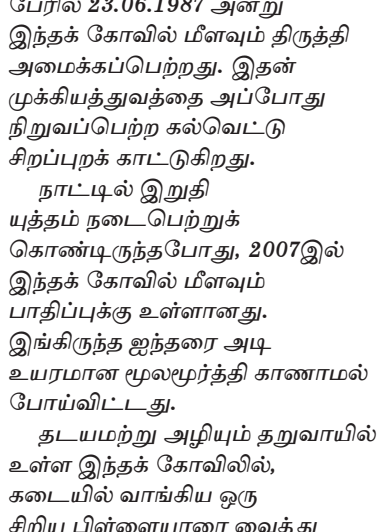 பேரில் 23.06.1987 அன்று
இந்தக் கோவில் மீளவும் திருத்தி
அமைக்கப்பெற்றது. இதன்
முக்கியத்துவத்தை அப்போது
நிறுவப்பெற்ற கல்வெட்டு
சிறப்புறக் காட்டுகிறது.
நாட்டில் இறுதி
யுத்தம் நடைபெற்றுக்
கொண்டிருந்தபோது, 2007இல்
இந்தக் கோவில் மீளவும்
பாதிப்புக்கு உள்ளானது.
இங்கிருந்த ஐந்தரை அடி
உயரமான மூலமூர்த்தி காணாமல்
போய்விட்டது.
தடயமற்று அழியும் தறுவாயில்
உள்ள இந்தக் கோவிலில்,
கடையில் வாங்கிய ஒரு
சிறிய பிள்ளையாரை வைத்து